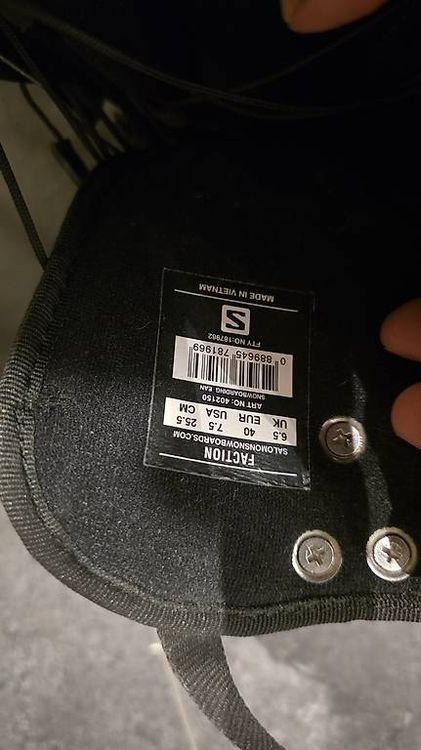 FACTION
SALOMONSNOWBOARDS.COM
UK EUR USA CM
6.5 40 7.5 25.5
ART NO: 402150
SNOWBOARDING EAN
0 889645 781969
FTY NO:187982
S
MADE IN VIETNAM